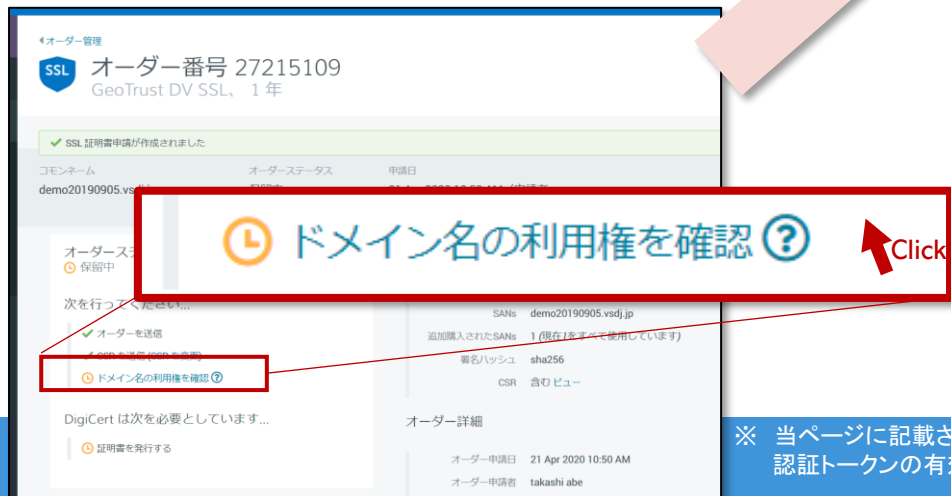 オーダー管理
SSL
オーダー番号 27215109
GeoTrust DV SSL、 1 年
SSL 証明書申請が作成されました
コモンネーム
オーダーステータス
申請日
demo20190905.vs
ドメイン名の利用権を確認 ?
Click
オーダース
保留中
次を行ってください...
オーダーを送信
CSR を送信 (CSR を変更)
ドメイン名の利用権を確認 ?
DigiCert は次を必要としています...
証明書を発行する
SANs demo20190905.vsdj.jp
追加購入されたSANs 1 (現在1をすべて使用しています)
署名ハッシュ sha256
CSR 含む ビュー
オーダー詳細
オーダー申請日 21 Apr 2020 10:50 AM
オーダー申請者 takashi abe
※ 当ページに記載さ
認証トークンの有効